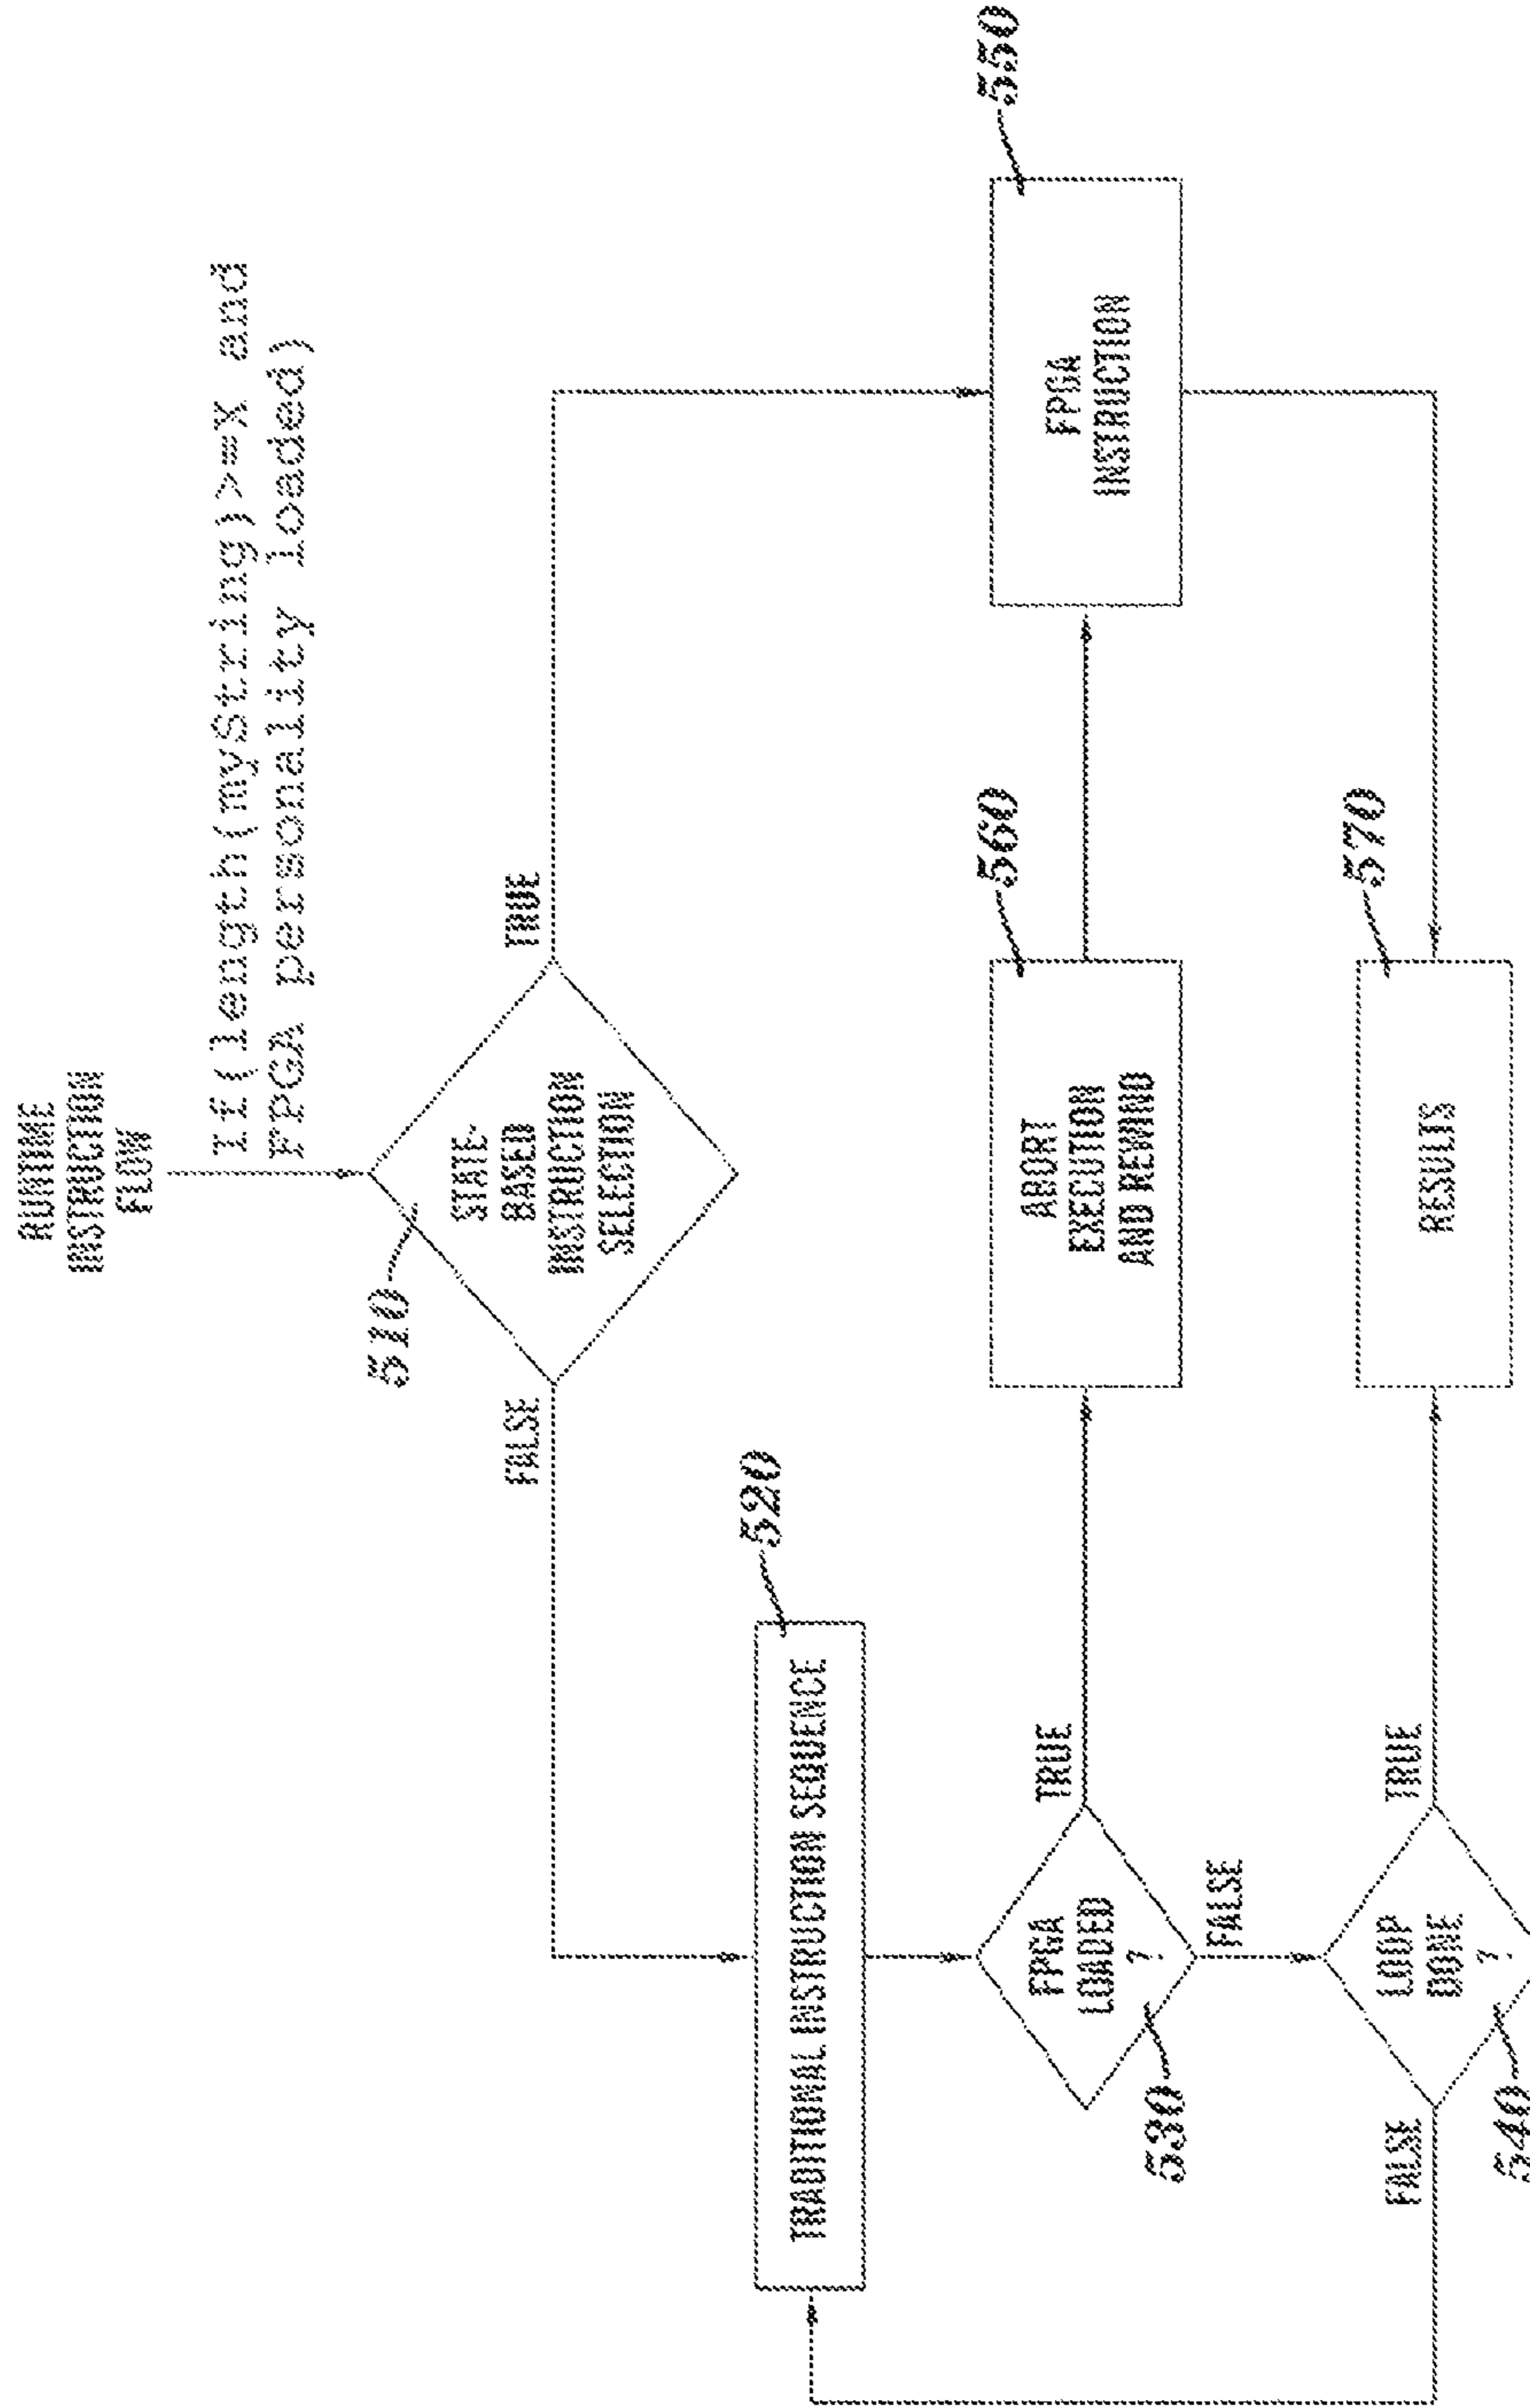 RUNTIME
INSTRUCTION
FLOW
If(length(myString)>=X and
FPGA personality loaded)
510
STATE-
BASED
INSTRUCTION
SELECTION
FALSE
TRUE
520
TRADITIONAL INSTRUCTION SEQUENCE
530
FPGA
LOADED
?
TRUE
FALSE
560
ABORT
EXECUTION
AND REWIND
550
FPGA
INSTRUCTION
540
LOOP
DONE
?
FALSE
TRUE
570
RESULTS